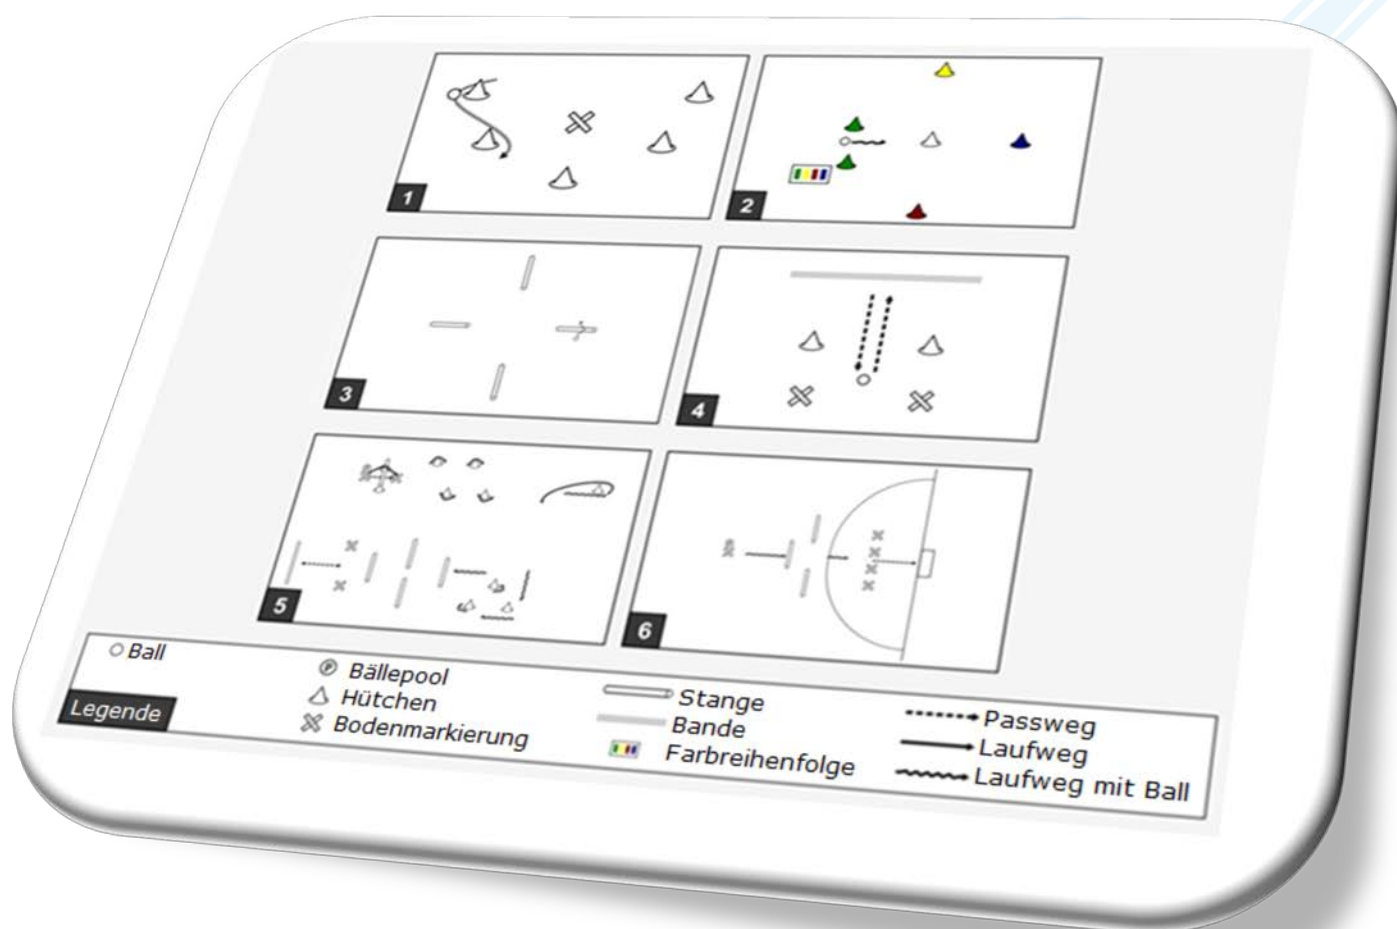 1
2
3
4
5
6
Ball
Legende
P Bällepool
Hütchen
Bodenmarkierung
Stange
Bande
Farbreihenfolge
Passweg
Laufweg
Laufweg mit Ball